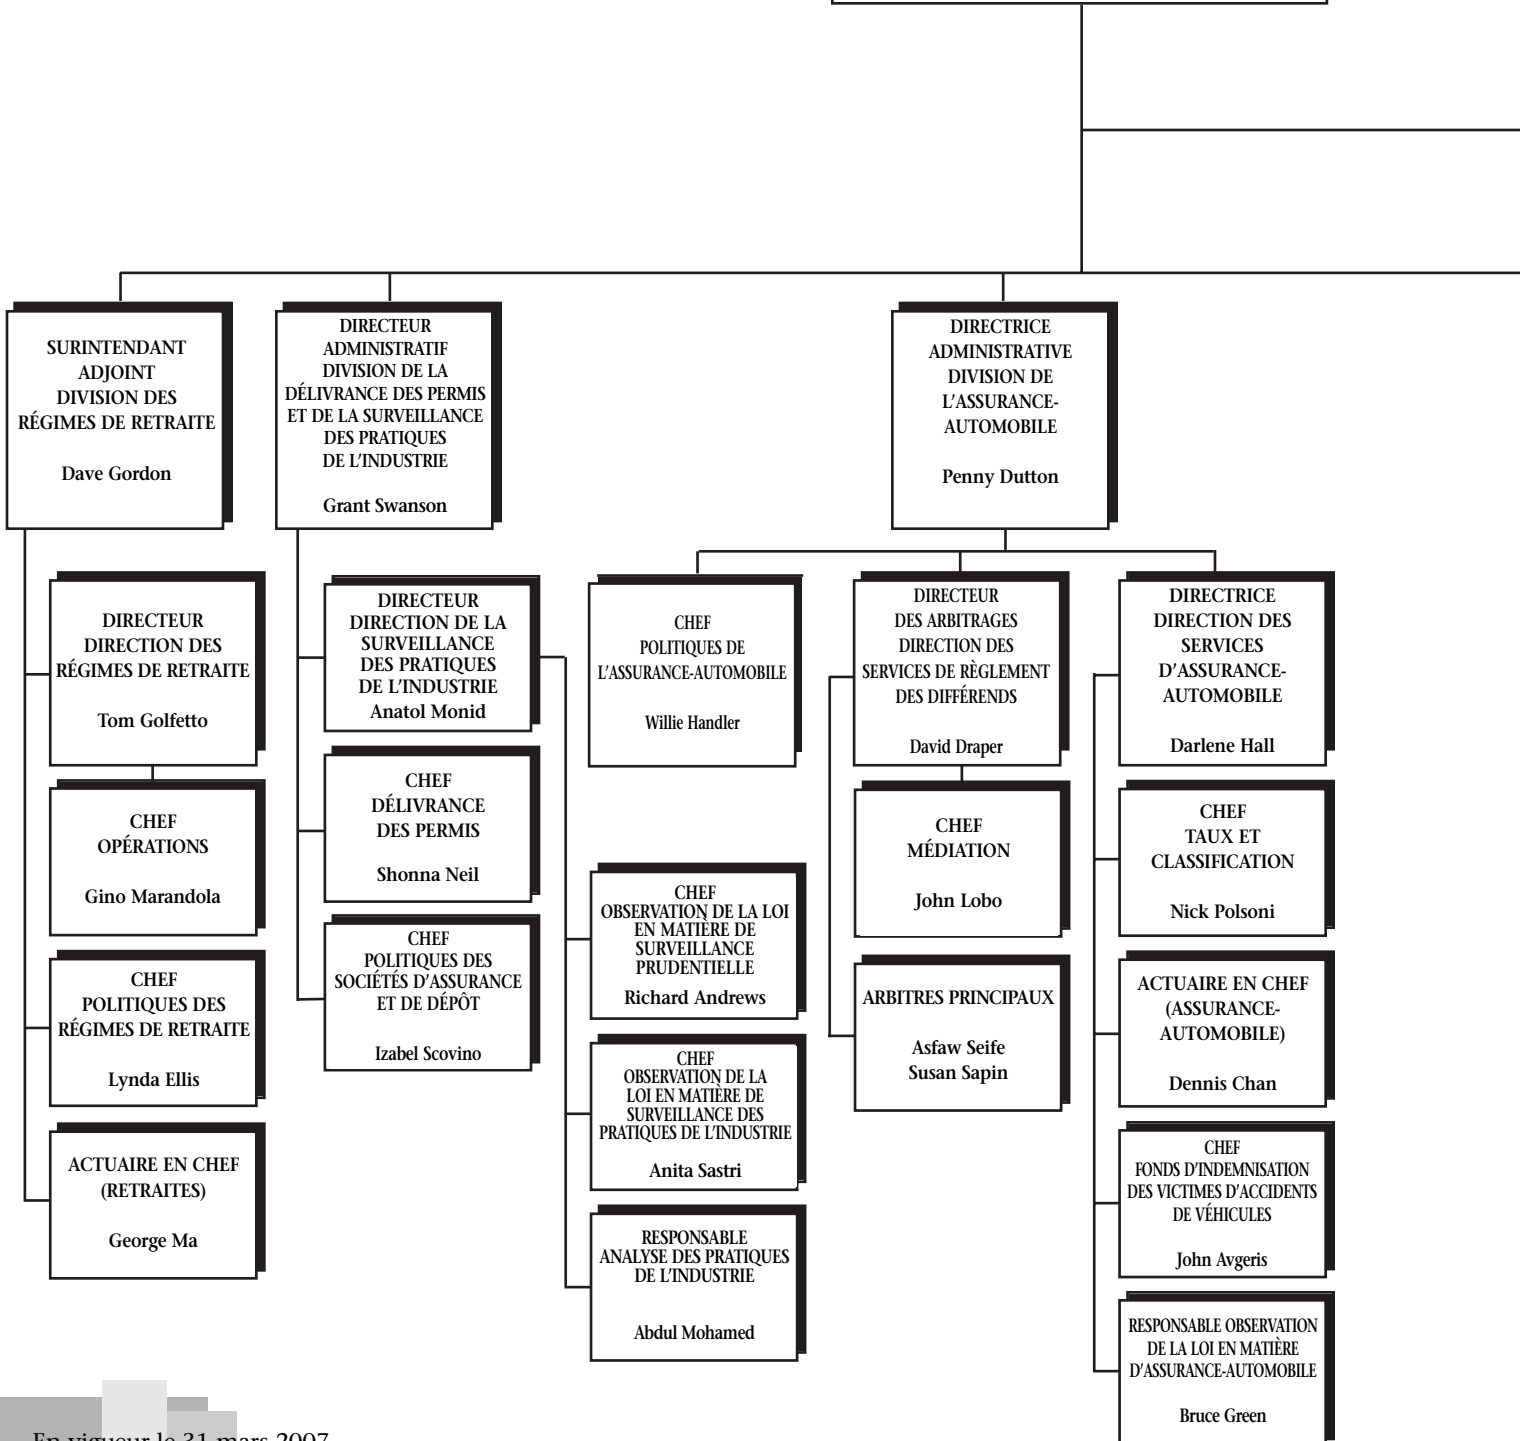 SURINTENDANT
ADJOINT
DIVISION DES
RÉGIMES DE RETRAITE
Dave Gordon
DIRECTEUR
DIRECTION DES
RÉGIMES DE RETRAITE
Tom Golfetto
CHEF
OPÉRATIONS
Gino Marandola
CHEF
POLITIQUES DES
RÉGIMES DE RETRAITE
Lynda Ellis
ACTUAIRE EN CHEF
(RETRAITES)
George Ma
DIRECTEUR
ADMINISTRATIF
DIVISION DE LA
DÉLIVRANCE DES PERMIS
ET DE LA SURVEILLANCE
DES PRATIQUES
DE L'INDUSTRIE
Grant Swanson
DIRECTEUR
DIRECTION DE LA
SURVEILLANCE
DES PRATIQUES
DE L'INDUSTRIE
Anatol Monid
CHEF
DÉLIVRANCE
DES PERMIS
Shonna Neil
CHEF
POLITIQUES DES
SOCIÉTÉS D'ASSURANCE
ET DE DÉPÔT
Izabel Scovino
CHEF
OBSERVATION DE LA LOI
EN MATIÈRE DE
SURVEILLANCE
PRUDENTIELLE
Richard Andrews
CHEF
OBSERVATION DE LA
LOI EN MATIÈRE DE
SURVEILLANCE DES
PRATIQUES DE L'INDUSTRIE
Anita Sastri
RESPONSABLE
ANALYSE DES PRATIQUES
DE L'INDUSTRIE
Abdul Mohamed
DIRECTRICE
ADMINISTRATIVE
DIVISION DE
L'ASSURANCE-
AUTOMOBILE
Penny Dutton
CHEF
POLITIQUES DE
L'ASSURANCE-AUTOMOBILE
Willie Handler
DIRECTEUR
DES ARBITRAGES
DIRECTION DES
SERVICES DE RÈGLEMENT
DES DIFFÉRENDS
David Draper
CHEF
MÉDIATION
John Lobo
ARBITRES PRINCIPAUX
Asfaw Seife
Susan Sapin
DIRECTRICE
DIRECTION DES
SERVICES
D'ASSURANCE-
AUTOMOBILE
Darlene Hall
CHEF
TAUX ET
CLASSIFICATION
Nick Polsoni
ACTUAIRE EN CHEF
(ASSURANCE-
AUTOMOBILE)
Dennis Chan
CHEF
FONDS D'INDEMNISATION
DES VICTIMES D'ACCIDENTS
DE VÉHICULES
John Avgeris
RESPONSABLE OBSERVATION
DE LA LOI EN MATIÈRE
D'ASSURANCE-AUTOMOBILE
Bruce Green
En vigueur le 31 mars 2007